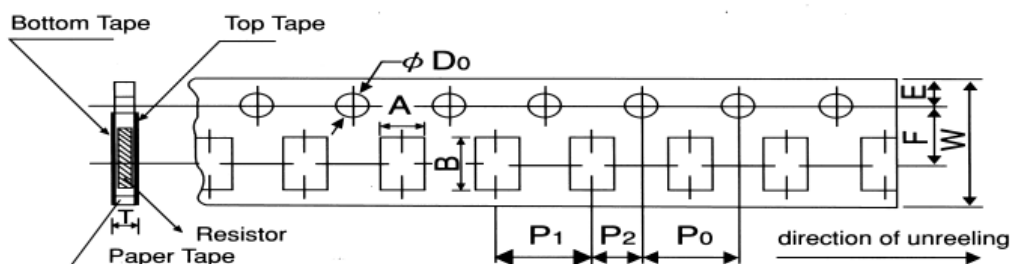 Bottom Tape
Top Tape
ϕ D0
A
B
E
F
W
T
Resistor
Paper Tape
P1
P2
P0
direction of unreeling